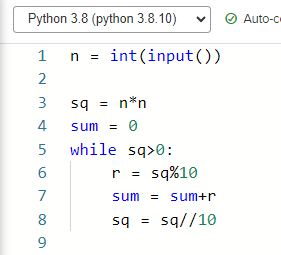 Python 3.8 (python 3.8.10) Auto-c
1 n = int(input())
2
3 sq = n*n
4 sum = 0
5 while sq>0:
6 r = sq%10
7 sum = sum+r
8 sq = sq//10
9